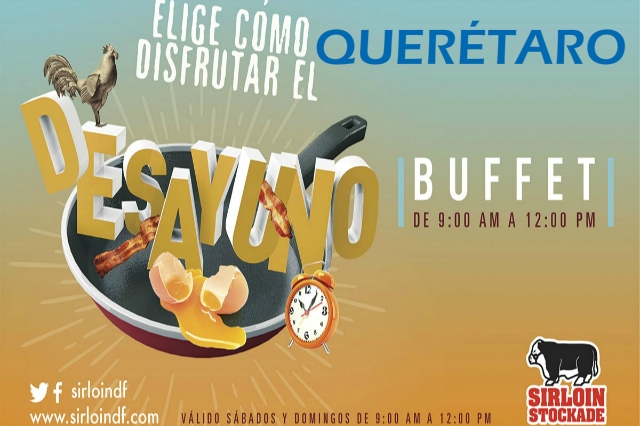 ELIGE CÓMO
DISFRUTAR EL
QUERÉTARO
DESAYUNO
BUFFET
DE 9:00 AM A 12:00 PM
sirloindf
www.sirloindf.com
VÁLIDO SÁBADOS Y DOMINGOS DE 9:00 AM A 12:00 PM
SIRLOIN
STOCKADE